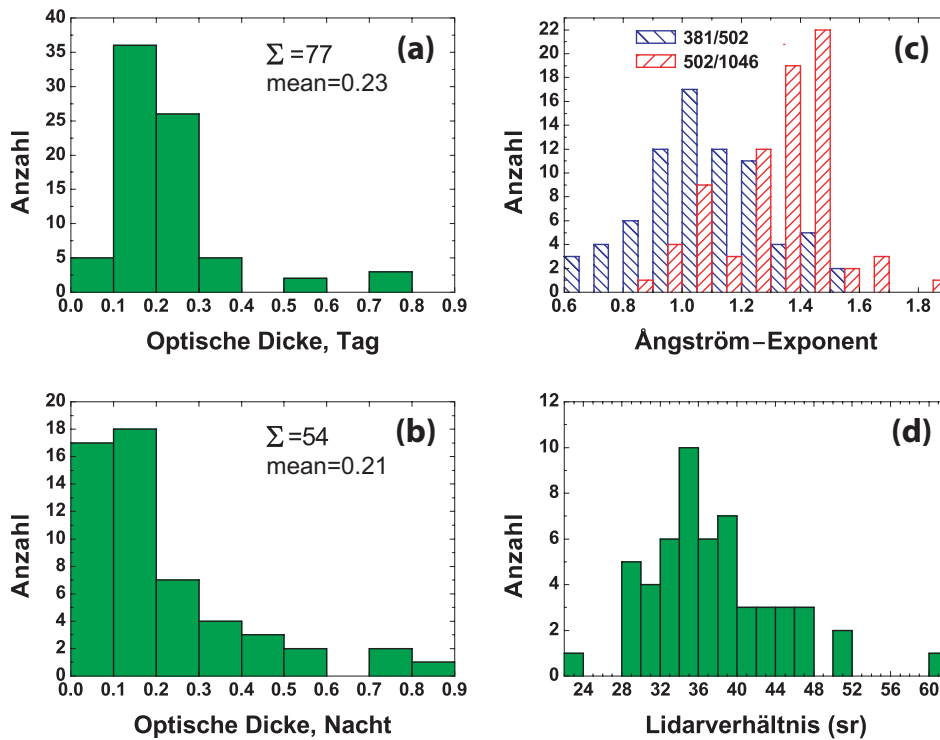 (a)
Σ=77
mean=0.23
Anzahl
40
35
30
25
20
15
10
5
0
0.0 0.1 0.2 0.3 0.4 0.5 0.6 0.7 0.8 0.9
Optische Dicke, Tag
(c)
381/502
502/1046
Anzahl
22
20
18
16
14
12
10
8
6
4
2
0
0.6 0.8 1.0 1.2 1.4 1.6 1.8
Ångström–Exponent
(b)
Σ=54
mean=0.21
Anzahl
20
18
16
14
12
10
8
6
4
2
0
0.0 0.1 0.2 0.3 0.4 0.5 0.6 0.7 0.8 0.9
Optische Dicke, Nacht
(d)
Anzahl
12
10
8
6
4
2
0
24 28 32 36 40 44 48 52 56 60
Lidarverhältnis (sr)